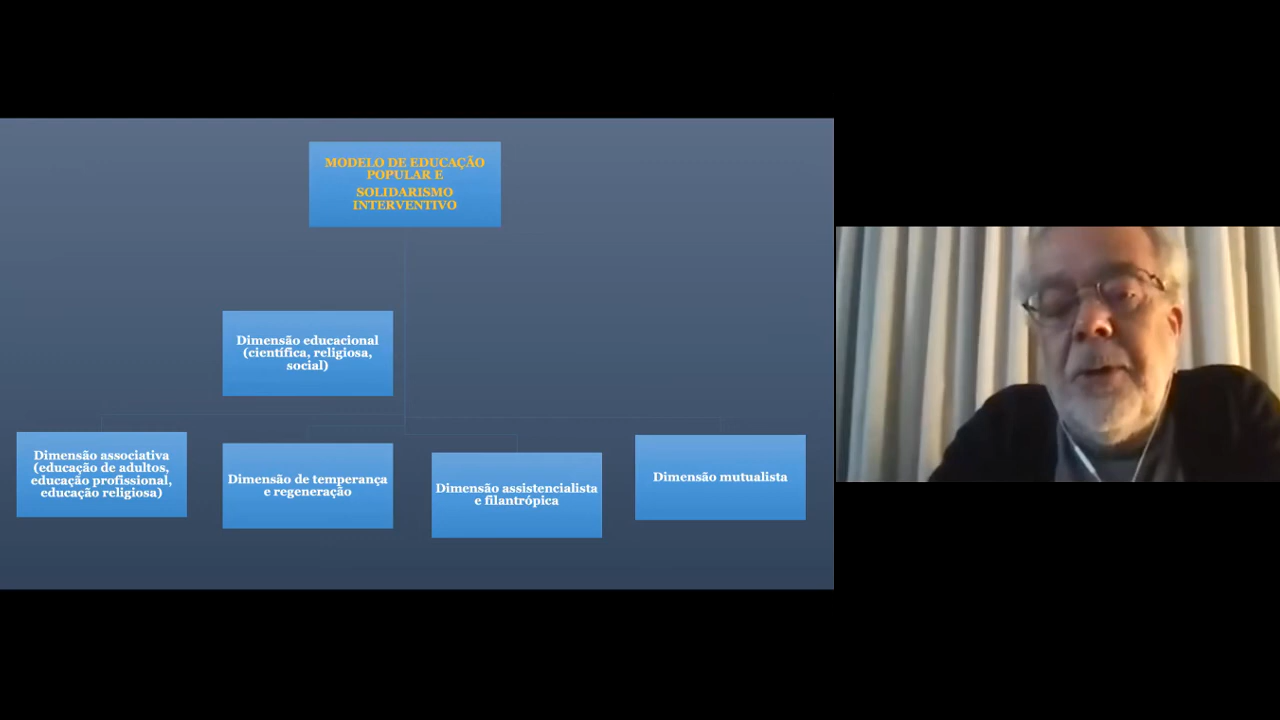 MODELO DE EDUCAÇÃO
POPULAR E
SOLIDARISMO
INTERVENTIVO
Dimensão educacional
(científica, religiosa,
social)
Dimensão associativa
(educação de adultos,
educação profissional,
educação religiosa)
Dimensão de temperança
e regeneração
Dimensão assistencialista
e filantrópica
Dimensão mutualista